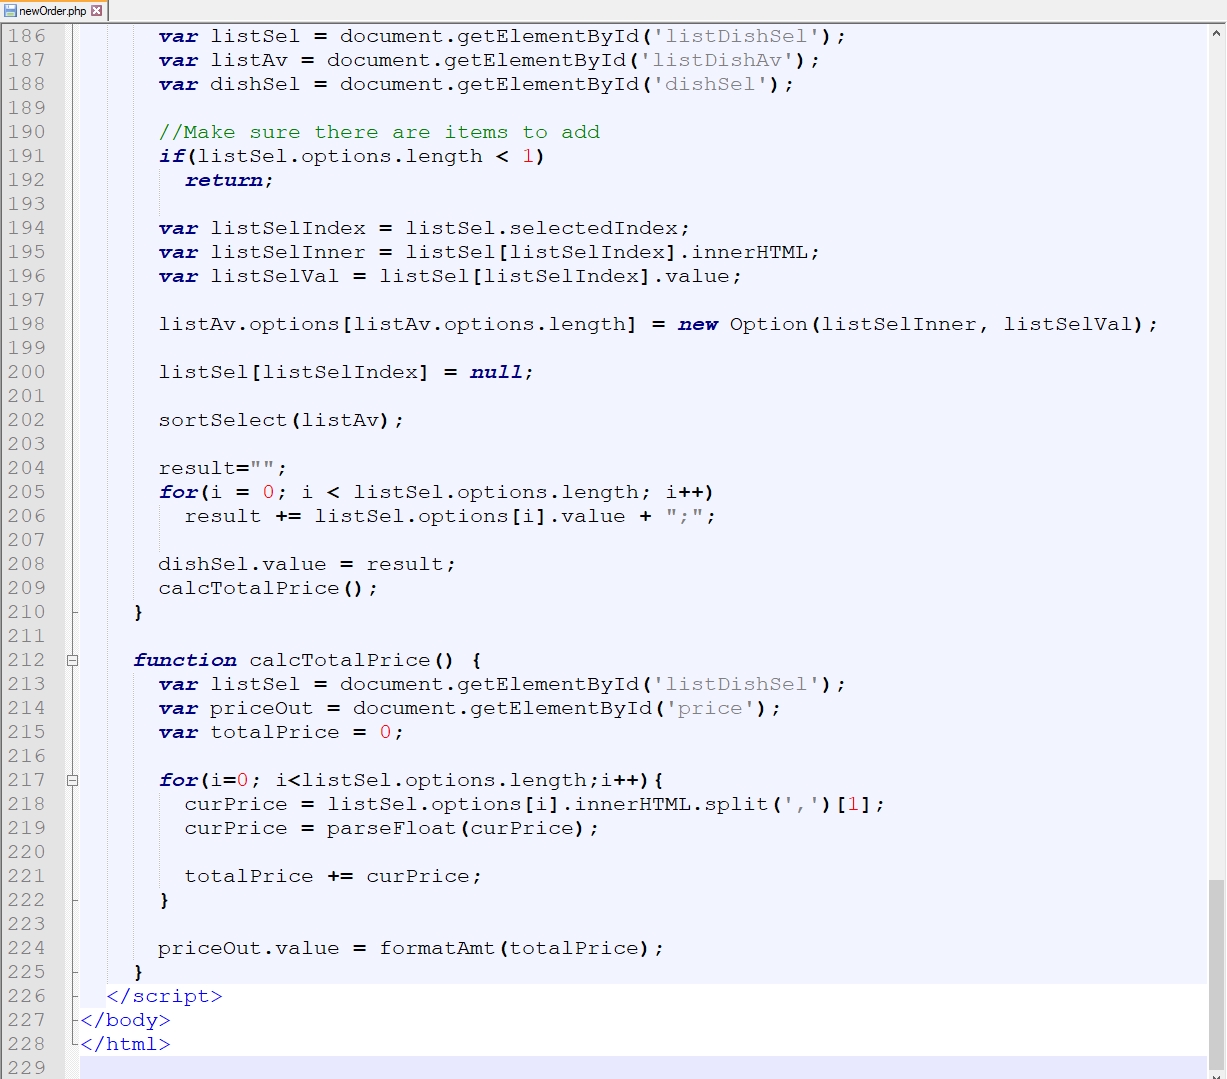 newOrder.php
186 var listSel = document.getElementById('listDishSel');
187 var listAv = document.getElementById('listDishAv');
188 var dishSel = document.getElementById('dishSel');
189
190 //Make sure there are items to add
191 if(listSel.options.length < 1)
192 return;
193
194 var listSelIndex = listSel.selectedIndex;
195 var listSelInner = listSel[listSelIndex].innerHTML;
196 var listSelVal = listSel[listSelIndex].value;
197
198 listAv.options[listAv.options.length] = new Option(listSelInner, listSelVal);
199
200 listSel[listSelIndex] = null;
201
202 sortSelect(listAv);
203
204 result="";
205 for(i = 0; i < listSel.options.length; i++)
206 result += listSel.options[i].value + ";";
207
208 dishSel.value = result;
209 calcTotalPrice();
210 }
211
212 function calcTotalPrice() {
213 var listSel = document.getElementById('listDishSel');
214 var priceOut = document.getElementById('price');
215 var totalPrice = 0;
216
217 for(i=0; i<listSel.options.length;i++){
218 curPrice = listSel.options[i].innerHTML.split(',')[1];
219 curPrice = parseFloat(curPrice);
220
221 totalPrice += curPrice;
222 }
223
224 priceOut.value = formatAmt(totalPrice);
225 }
226 </script>
227 </body>
228 </html>
229